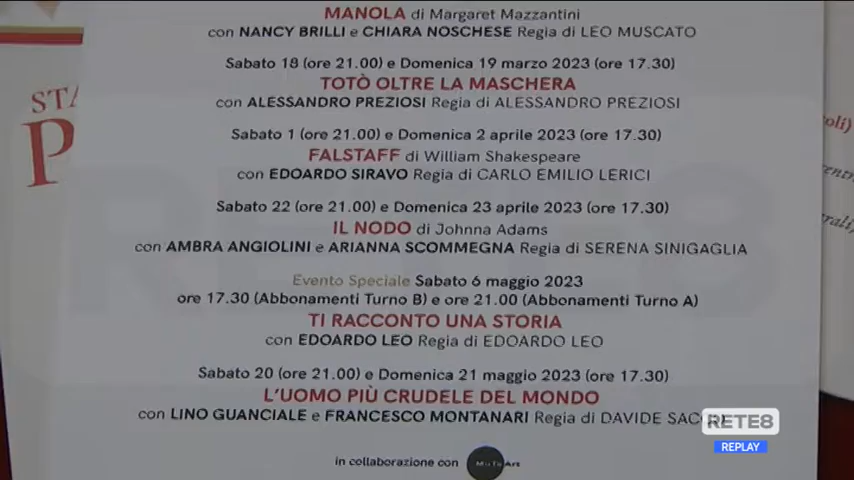 MANOLA di Margaret Mazzantini
con NANCY BRILLI e CHIARA NOSCHESE Regia di LEO MUSCATO
Sabato 18 (ore 21.00) e Domenica 19 marzo 2023 (ore 17.30)
TOTÒ OLTRE LA MASCHERA
con ALESSANDRO PREZIOSI Regia di ALESSANDRO PREZIOSI
Sabato 1 (ore 21.00) e Domenica 2 aprile 2023 (ore 17.30)
FALSTAFF di William Shakespeare
con EDOARDO SIRAVO Regia di CARLO EMILIO LERICI
Sabato 22 (ore 21.00) e Domenica 23 aprile 2023 (ore 17.30)
IL NODO di Johnna Adams
con AMBRA ANGIOLINI e ARIANNA SCOMMEGNA Regia di SERENA SINIGAGLIA
Evento Speciale Sabato 6 maggio 2023
ore 17.30 (Abbonamenti Turno B) e ore 21.00 (Abbonamenti Turno A)
TI RACCONTO UNA STORIA
con EDOARDO LEO Regia di EDOARDO LEO
Sabato 20 (ore 21.00) e Domenica 21 maggio 2023 (ore 17.30)
L'UOMO PIÙ CRUDELE DEL MONDO
con LINO GUANCIALE e FRANCESCO MONTANARI Regia di DAVIDE
in collaborazione con
RETE8
REPLAY